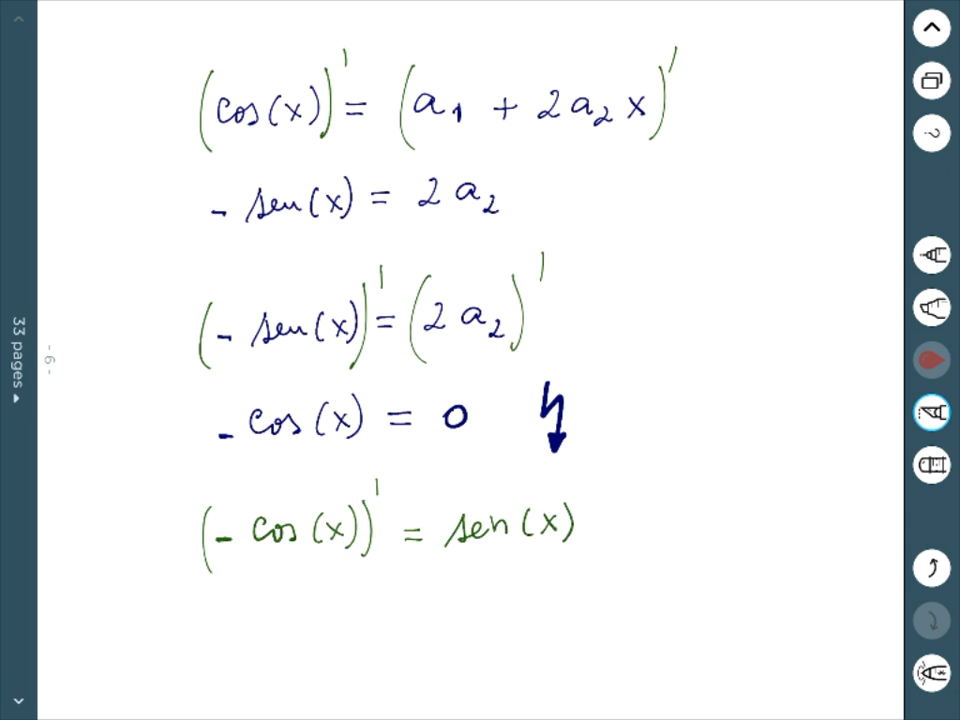 (cos(x))' = (a₁ + 2a₂x)'
- sen(x) = 2a₂
(- sen(x))' = (2a₂)'
- cos(x) = 0 ↯
(- cos(x))' = sen(x)
33 pages
- 6 -
?